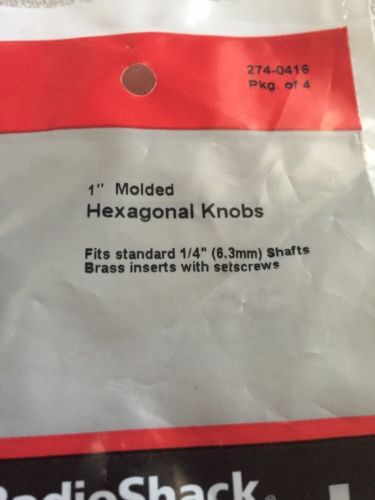 274-0416
Pkg. of 4
1" Molded
Hexagonal Knobs
Fits standard 1/4" (6.3mm) Shafts
Brass inserts with setscrews
RadioShack